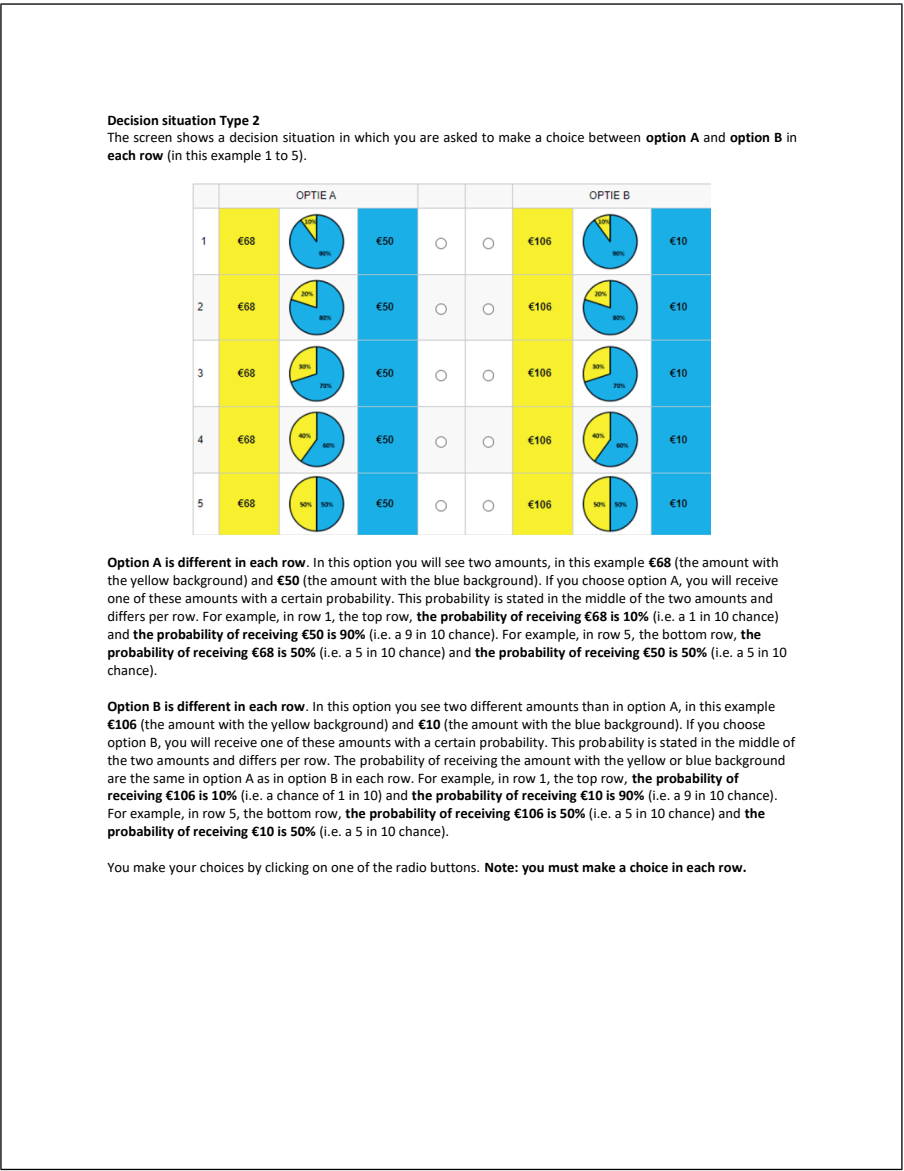 Decision situation Type 2
The screen shows a decision situation in which you are asked to make a choice between option A and option B in
each row (in this example 1 to 5).
OPTIE A OPTIE B
1 €68 10% 90% €50 €106 10% 90% €10
2 €68 20% 80% €50 €106 20% 80% €10
3 €68 30% 70% €50 €106 30% 70% €10
4 €68 40% 60% €50 €106 40% 60% €10
5 €68 50% 50% €50 €106 50% 50% €10
Option A is different in each row. In this option you will see two amounts, in this example €68 (the amount with
the yellow background) and €50 (the amount with the blue background). If you choose option A, you will receive
one of these amounts with a certain probability. This probability is stated in the middle of the two amounts and
differs per row. For example, in row 1, the top row, the probability of receiving €68 is 10% (i.e. a 1 in 10 chance)
and the probability of receiving €50 is 90% (i.e. a 9 in 10 chance). For example, in row 5, the bottom row, the
probability of receiving €68 is 50% (i.e. a 5 in 10 chance) and the probability of receiving €50 is 50% (i.e. a 5 in 10
chance).
Option B is different in each row. In this option you see two different amounts than in option A, in this example
€106 (the amount with the yellow background) and €10 (the amount with the blue background). If you choose
option B, you will receive one of these amounts with a certain probability. This probability is stated in the middle of
the two amounts and differs per row. The probability of receiving the amount with the yellow or blue background
are the same in option A as in option B in each row. For example, in row 1, the top row, the probability of
receiving €106 is 10% (i.e. a chance of 1 in 10) and the probability of receiving €10 is 90% (i.e. a 9 in 10 chance).
For example, in row 5, the bottom row, the probability of receiving €106 is 50% (i.e. a 5 in 10 chance) and the
probability of receiving €10 is 50% (i.e. a 5 in 10 chance).
You make your choices by clicking on one of the radio buttons. Note: you must make a choice in each row.